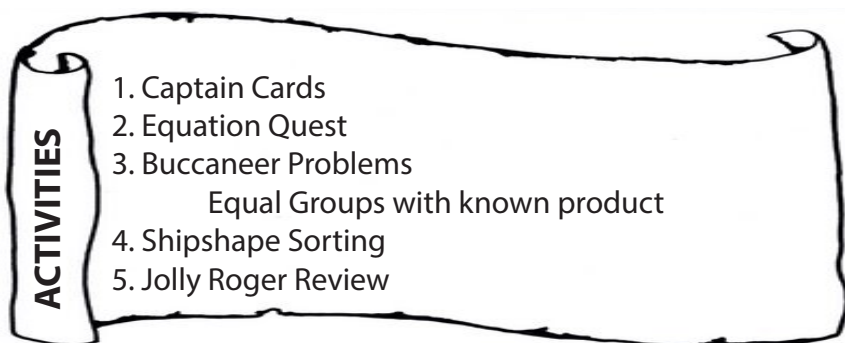 ACTIVITIES
1. Captain Cards
2. Equation Quest
3. Buccaneer Problems
Equal Groups with known product
4. Shipshape Sorting
5. Jolly Roger Review